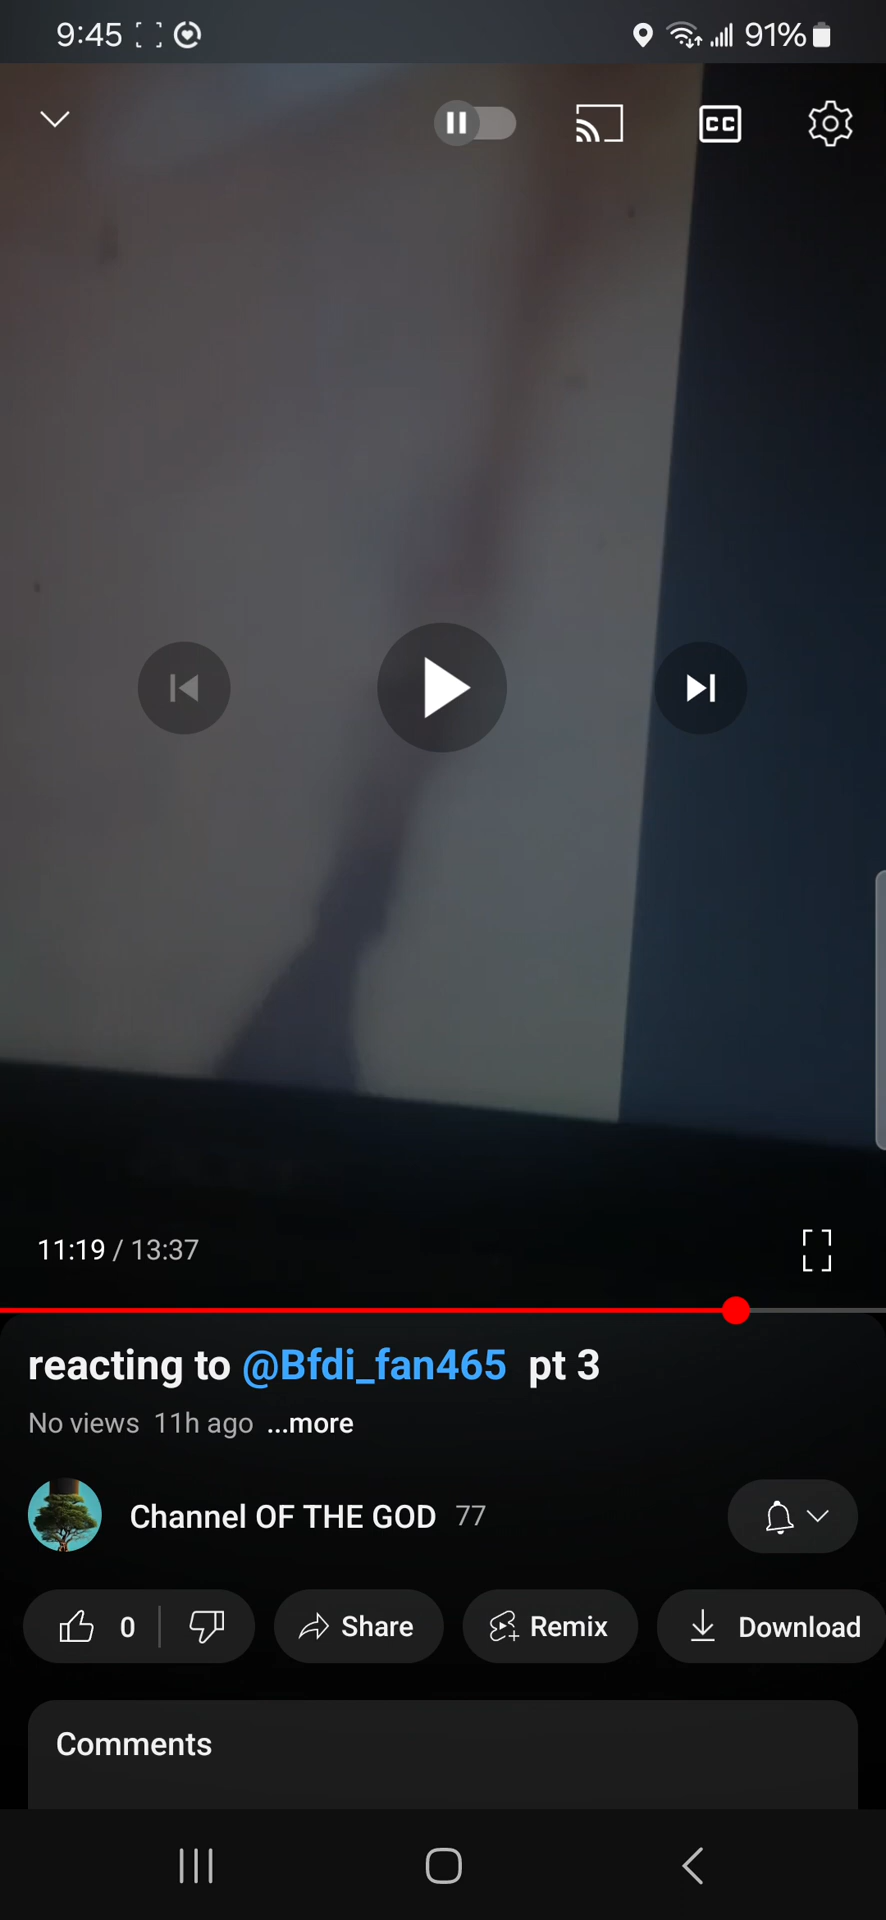 9:45 91%
CC
11:19 / 13:37
reacting to @Bfdi_fan465 pt 3
No views 11h ago ...more
Channel OF THE GOD 77
0 Share Remix Download
Comments